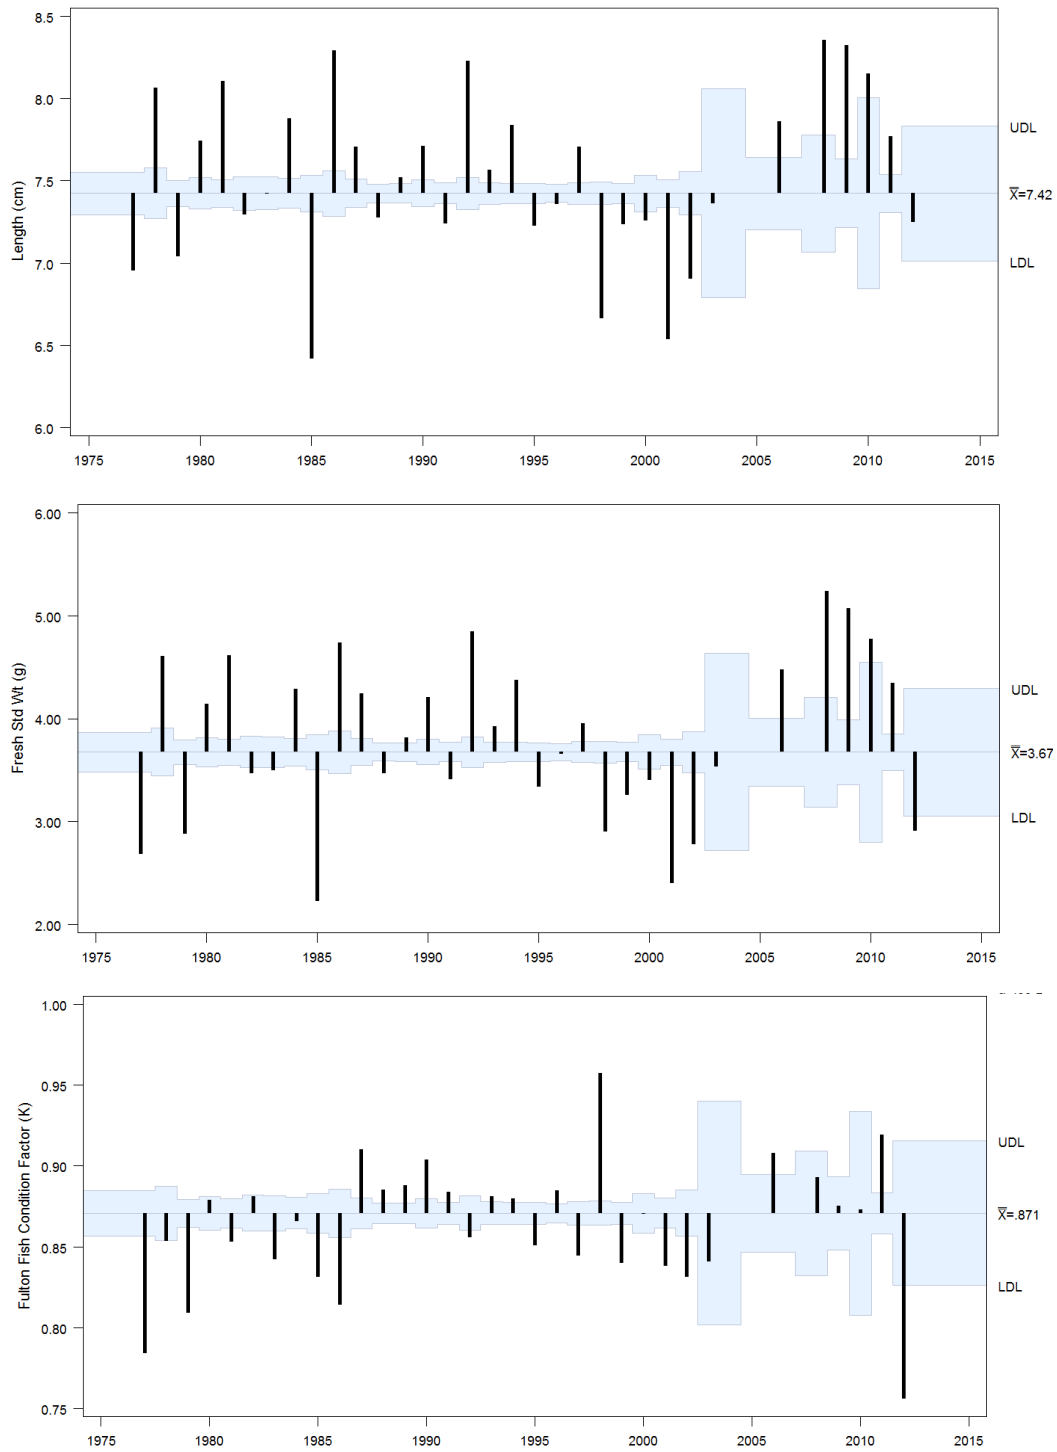 8.5
8.0
7.5
7.0
6.5
6.0
Length (cm)
UDL
X̿=7.42
LDL
1975 1980 1985 1990 1995 2000 2005 2010 2015
6.00
5.00
4.00
3.00
2.00
Fresh Std Wt (g)
UDL
X̿=3.67
LDL
1975 1980 1985 1990 1995 2000 2005 2010 2015
1.00
0.95
0.90
0.85
0.80
0.75
Fulton Fish Condition Factor (K)
UDL
X̿=.871
LDL
1975 1980 1985 1990 1995 2000 2005 2010 2015